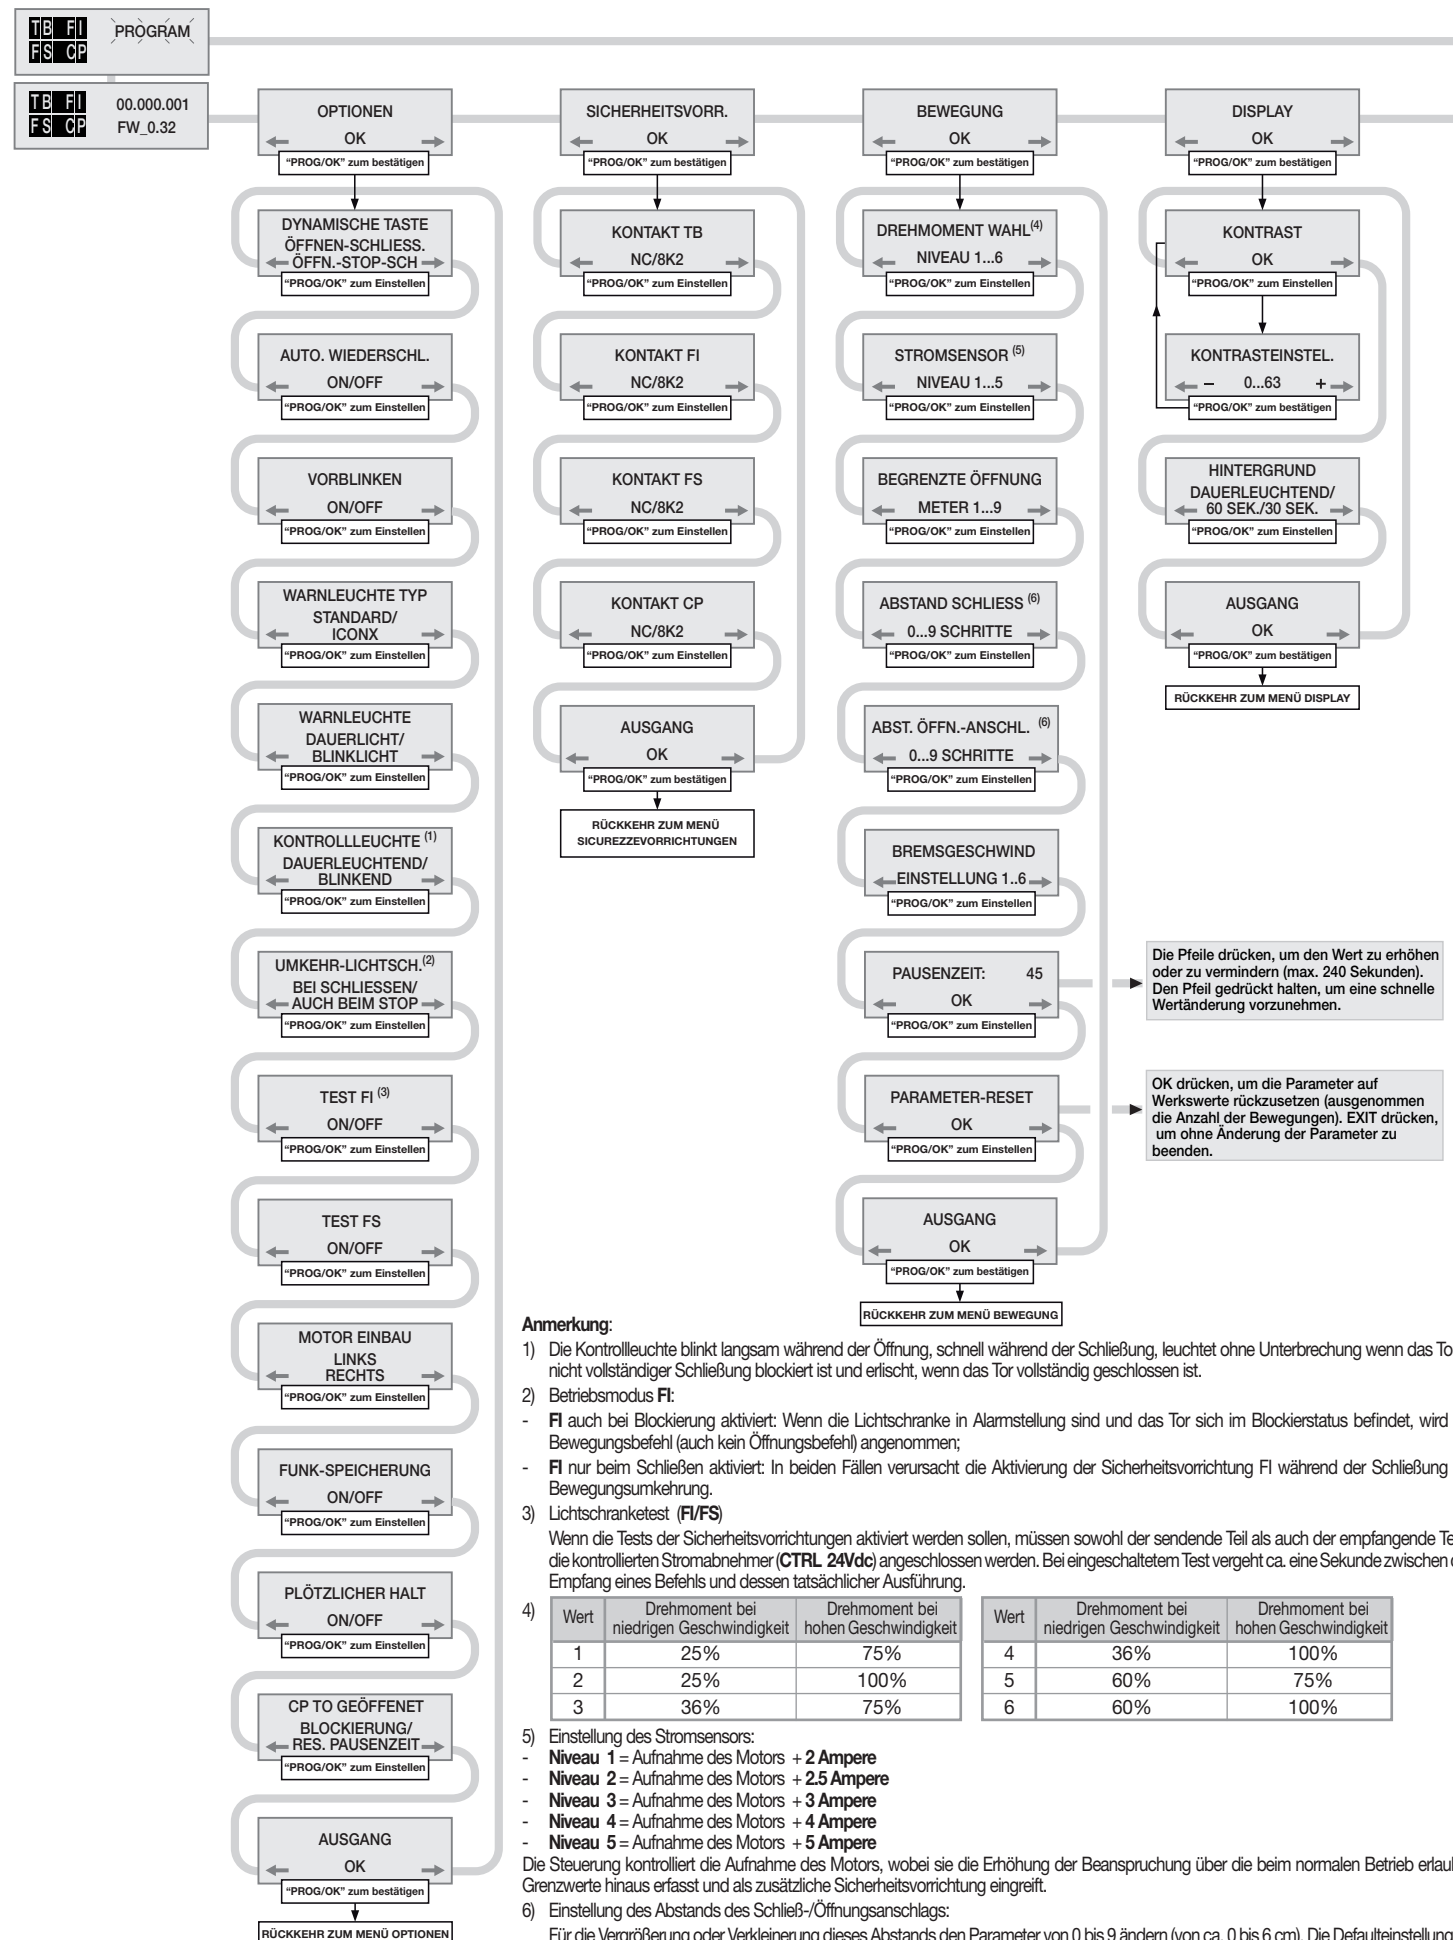 TB FI PROGRAM
FS CP
TB FI 00.000.001
FS CP FW_0.32
OPTIONEN
OK
“PROG/OK” zum bestätigen
DYNAMISCHE TASTE
ÖFFNEN-SCHLIESS.
ÖFFN.-STOP-SCH
“PROG/OK” zum Einstellen
AUTO. WIEDERSCHL.
ON/OFF
“PROG/OK” zum Einstellen
VORBLINKEN
ON/OFF
“PROG/OK” zum Einstellen
WARNLEUCHTE TYP
STANDARD/
ICONX
“PROG/OK” zum Einstellen
WARNLEUCHTE
DAUERLICHT/
BLINKLICHT
“PROG/OK” zum Einstellen
KONTROLLLEUCHTE (1)
DAUERLEUCHTEND/
BLINKEND
“PROG/OK” zum Einstellen
UMKEHR-LICHTSCH.(2)
BEI SCHLIESSEN/
AUCH BEIM STOP
“PROG/OK” zum Einstellen
TEST FI (3)
ON/OFF
“PROG/OK” zum Einstellen
TEST FS
ON/OFF
“PROG/OK” zum Einstellen
MOTOR EINBAU
LINKS
RECHTS
“PROG/OK” zum Einstellen
FUNK-SPEICHERUNG
ON/OFF
“PROG/OK” zum Einstellen
PLÖTZLICHER HALT
ON/OFF
“PROG/OK” zum Einstellen
CP TO GEÖFFENET
BLOCKIERUNG/
RES. PAUSENZEIT
“PROG/OK” zum Einstellen
AUSGANG
OK
“PROG/OK” zum bestätigen
RÜCKKEHR ZUM MENÜ OPTIONEN
SICHERHEITSVORR.
OK
“PROG/OK” zum bestätigen
KONTAKT TB
NC/8K2
“PROG/OK” zum Einstellen
KONTAKT FI
NC/8K2
“PROG/OK” zum Einstellen
KONTAKT FS
NC/8K2
“PROG/OK” zum Einstellen
KONTAKT CP
NC/8K2
“PROG/OK” zum Einstellen
AUSGANG
OK
“PROG/OK” zum bestätigen
RÜCKKEHR ZUM MENÜ
SICUREZZEVORRICHTUNGEN
BEWEGUNG
OK
“PROG/OK” zum bestätigen
DREHMOMENT WAHL(4)
NIVEAU 1...6
“PROG/OK” zum Einstellen
STROMSENSOR (5)
NIVEAU 1...5
“PROG/OK” zum Einstellen
BEGRENZTE ÖFFNUNG
METER 1...9
“PROG/OK” zum Einstellen
ABSTAND SCHLIESS (6)
0...9 SCHRITTE
“PROG/OK” zum Einstellen
ABST. ÖFFN.-ANSCHL. (6)
0...9 SCHRITTE
“PROG/OK” zum Einstellen
BREMSGESCHWIND
EINSTELLUNG 1..6
“PROG/OK” zum Einstellen
PAUSENZEIT: 45
OK
“PROG/OK” zum Einstellen
PARAMETER-RESET
OK
“PROG/OK” zum Einstellen
AUSGANG
OK
“PROG/OK” zum bestätigen
RÜCKKEHR ZUM MENÜ BEWEGUNG
DISPLAY
OK
“PROG/OK” zum bestätigen
KONTRAST
OK
“PROG/OK” zum Einstellen
KONTRASTEINSTEL.
– 0...63 +
“PROG/OK” zum bestätigen
HINTERGRUND
DAUERLEUCHTEND/
60 SEK./30 SEK.
“PROG/OK” zum Einstellen
AUSGANG
OK
“PROG/OK” zum bestätigen
RÜCKKEHR ZUM MENÜ DISPLAY
Die Pfeile drücken, um den Wert zu erhöhen
oder zu vermindern (max. 240 Sekunden).
Den Pfeil gedrückt halten, um eine schnelle
Wertänderung vorzunehmen.
OK drücken, um die Parameter auf
Werkswerte rückzusetzen (ausgenommen
die Anzahl der Bewegungen). EXIT drücken,
um ohne Änderung der Parameter zu
beenden.
Anmerkung:
1) Die Kontrollleuchte blinkt langsam während der Öffnung, schnell während der Schließung, leuchtet ohne Unterbrechung wenn das To
nicht vollständiger Schließung blockiert ist und erlischt, wenn das Tor vollständig geschlossen ist.
2) Betriebsmodus FI:
- FI auch bei Blockierung aktiviert: Wenn die Lichtschranke in Alarmstellung sind und das Tor sich im Blockierstatus befindet, wird
Bewegungsbefehl (auch kein Öffnungsbefehl) angenommen;
- FI nur beim Schließen aktiviert: In beiden Fällen verursacht die Aktivierung der Sicherheitsvorrichtung FI während der Schließung
Bewegungsumkehrung.
3) Lichtschranketest (FI/FS)
Wenn die Tests der Sicherheitsvorrichtungen aktiviert werden sollen, müssen sowohl der sendende Teil als auch der empfangende Te
die kontrollierten Stromabnehmer (CTRL 24Vdc) angeschlossen werden. Bei eingeschaltetem Test vergeht ca. eine Sekunde zwischen
Empfang eines Befehls und dessen tatsächlicher Ausführung.
4) Wert Drehmoment bei niedrigen Geschwindigkeit Drehmoment bei hohen Geschwindigkeit
1 25% 75%
2 25% 100%
3 36% 75%
Wert Drehmoment bei niedrigen Geschwindigkeit Drehmoment bei hohen Geschwindigkeit
4 36% 100%
5 60% 75%
6 60% 100%
5) Einstellung des Stromsensors:
- Niveau 1 = Aufnahme des Motors + 2 Ampere
- Niveau 2 = Aufnahme des Motors + 2.5 Ampere
- Niveau 3 = Aufnahme des Motors + 3 Ampere
- Niveau 4 = Aufnahme des Motors + 4 Ampere
- Niveau 5 = Aufnahme des Motors + 5 Ampere
Die Steuerung kontrolliert die Aufnahme des Motors, wobei sie die Erhöhung der Beanspruchung über die beim normalen Betrieb erlau
Grenzwerte hinaus erfasst und als zusätzliche Sicherheitsvorrichtung eingreift.
6) Einstellung des Abstands des Schließ-/Öffnungsanschlags:
Für die Vergrößerung oder Verkleinerung dieses Abstands den Parameter von 0 bis 9 ändern (von ca. 0 bis 6 cm). Die Defaulteinstellung